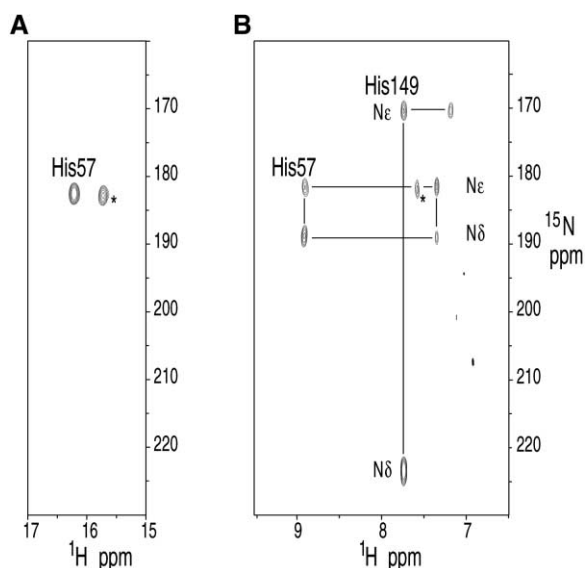 A
His57
*
170
180
190
200
210
220
17 16 15
¹H ppm
B
His149
Nε
His57
Nε
*
Nδ
Nδ
170
180
190
200
210
220
¹⁵N
ppm
9 8 7
¹H ppm